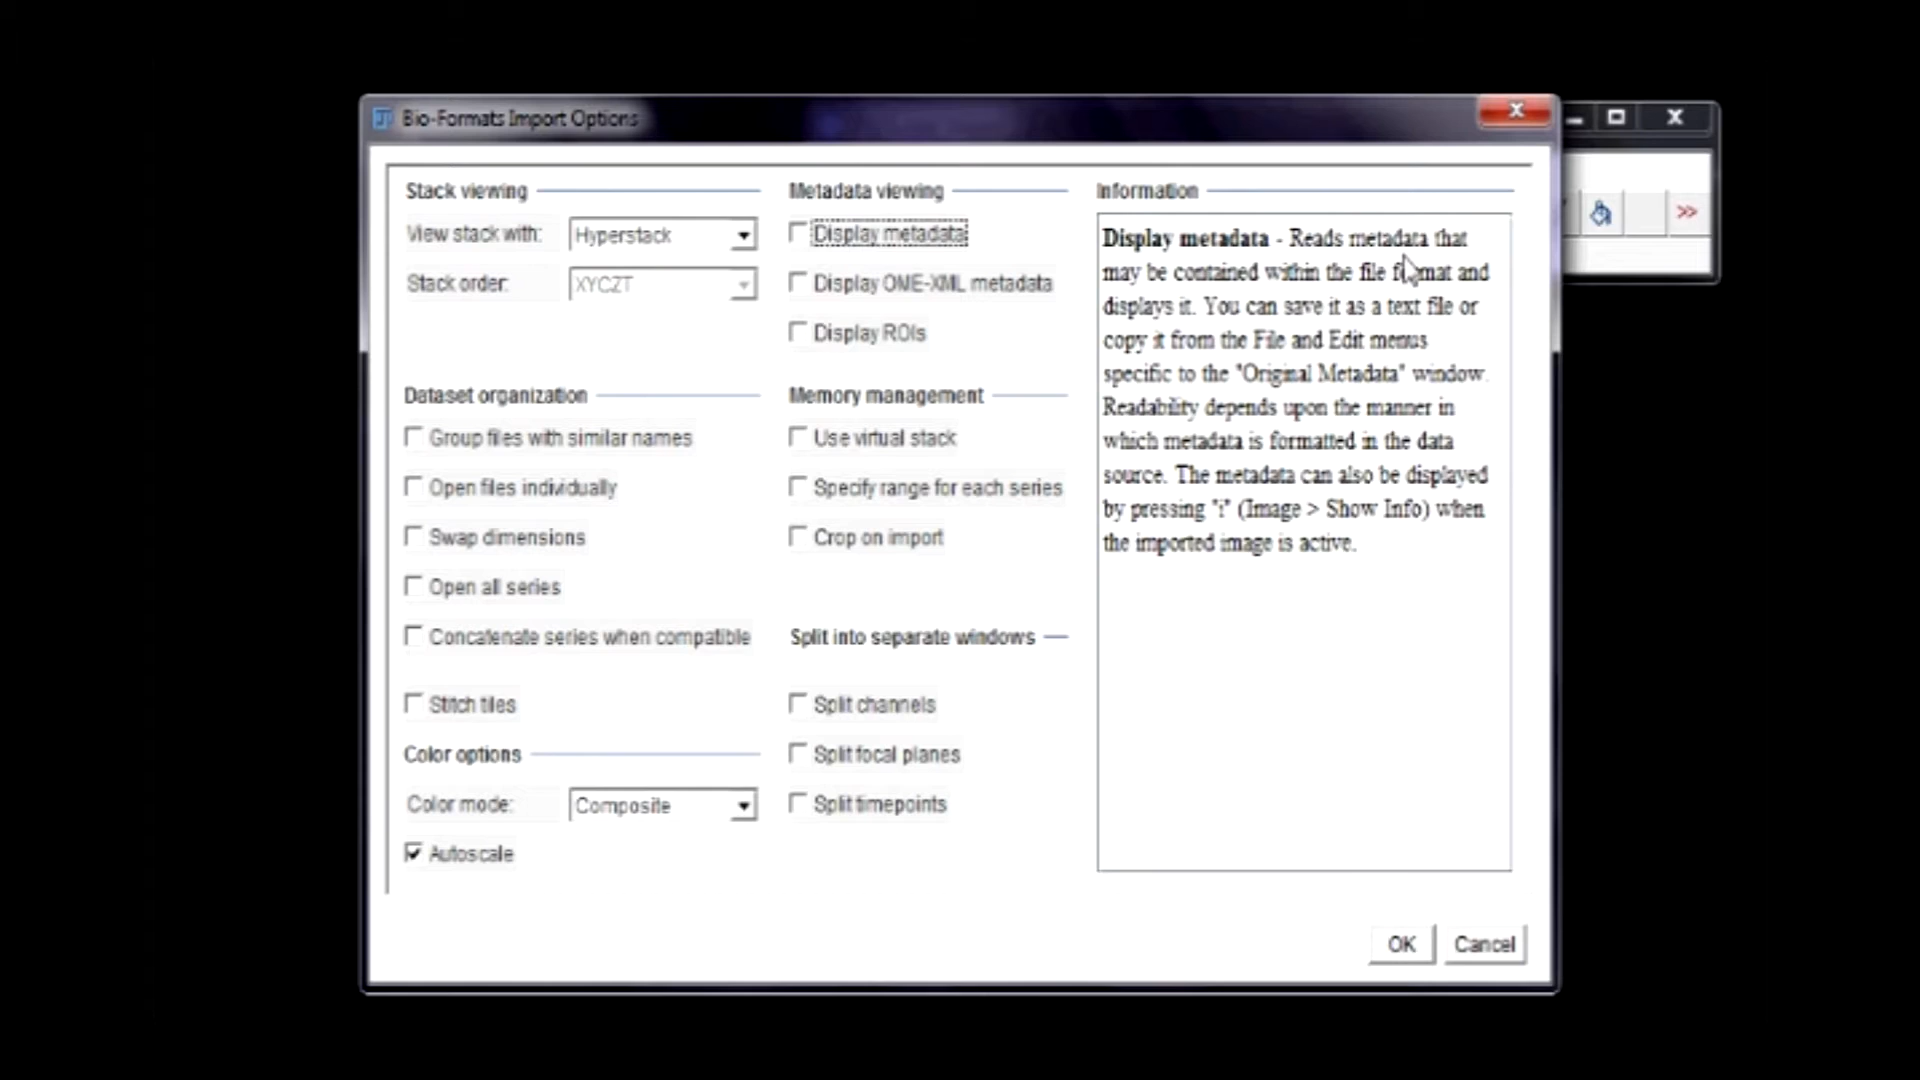 Bio-Formats Import Options
Stack viewing
View stack with: Hyperstack
Stack order: XYCZT
Dataset organization
Group files with similar names
Open files individually
Swap dimensions
Open all series
Concatenate series when compatible
Stitch tiles
Color options
Color mode: Composite
Autoscale
Metadata viewing
Display metadata
Display OME-XML metadata
Display ROIs
Memory management
Use virtual stack
Specify range for each series
Crop on import
Split into separate windows
Split channels
Split focal planes
Split timepoints
Information
Display metadata - Reads metadata that
may be contained within the file format and
displays it. You can save it as a text file or
copy it from the File and Edit menus
specific to the "Original Metadata" window.
Readability depends upon the manner in
which metadata is formatted in the data
source. The metadata can also be displayed
by pressing "i" (Image > Show Info) when
the imported image is active.
>>
OK Cancel